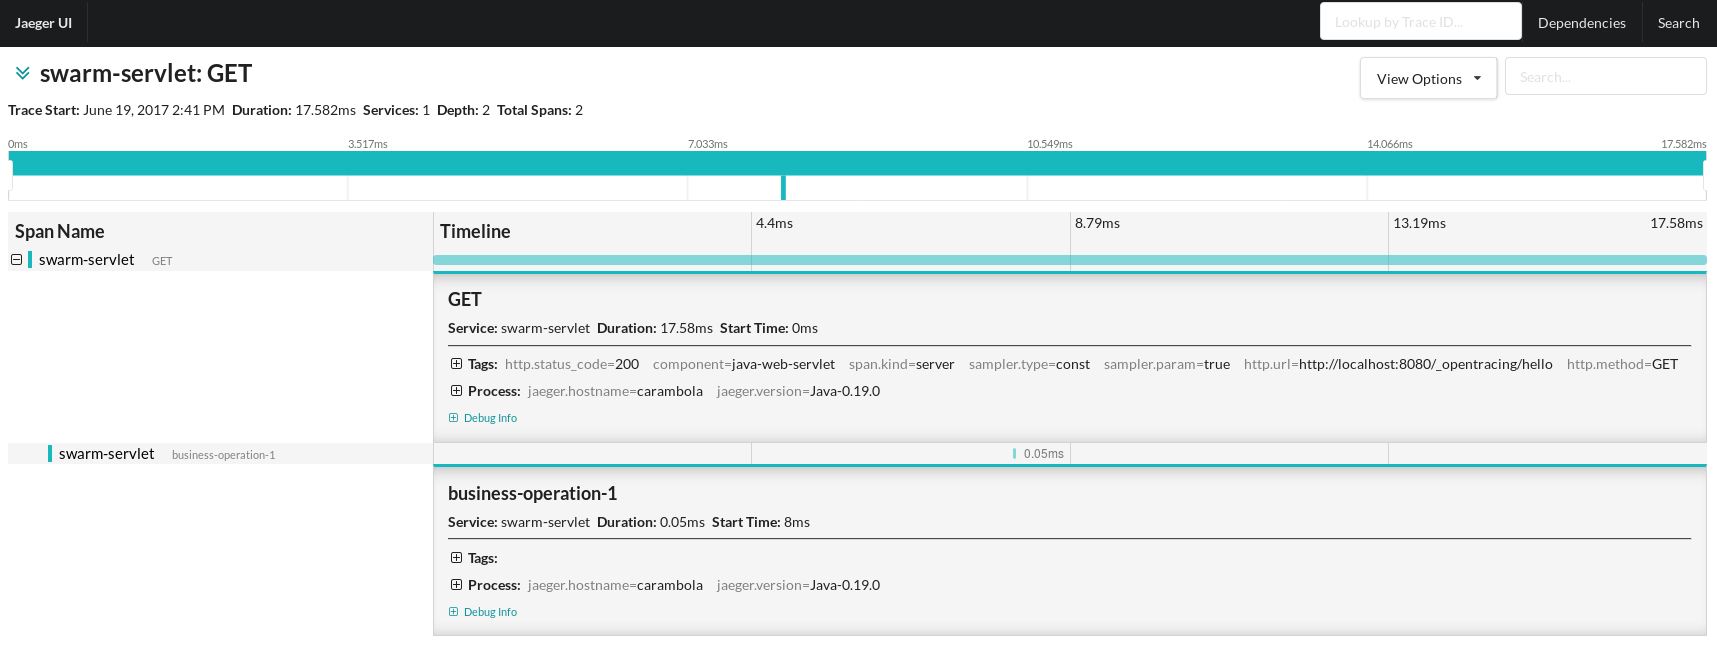 Jaeger UI Lookup by Trace ID... Dependencies Search
swarm-servlet: GET View Options Search...
Trace Start: June 19, 2017 2:41 PM Duration: 17.582ms Services: 1 Depth: 2 Total Spans: 2
0ms 3.517ms 7.033ms 10.549ms 14.066ms 17.582ms
Span Name Timeline 4.4ms 8.79ms 13.19ms 17.58ms
swarm-servlet GET
GET
Service: swarm-servlet Duration: 17.58ms Start Time: 0ms
Tags: http.status_code=200 component=java-web-servlet span.kind=server sampler.type=const sampler.param=true http.url=http://localhost:8080/_opentracing/hello http.method=GET
Process: jaeger.hostname=carambola jaeger.version=Java-0.19.0
Debug Info
swarm-servlet business-operation-1 0.05ms
business-operation-1
Service: swarm-servlet Duration: 0.05ms Start Time: 8ms
Tags:
Process: jaeger.hostname=carambola jaeger.version=Java-0.19.0
Debug Info